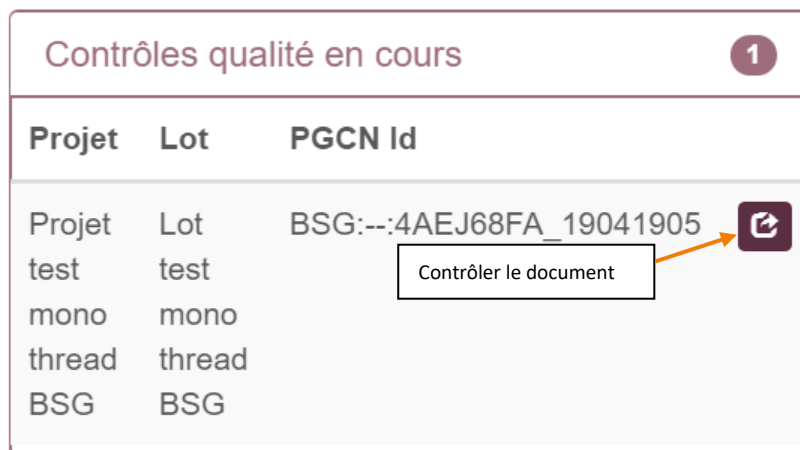 Contrôles qualité en cours 1
Projet Lot PGCN Id
Projet Lot BSG:--:4AEJ68FA_19041905
test test Contrôler le document
mono mono
thread thread
BSG BSG